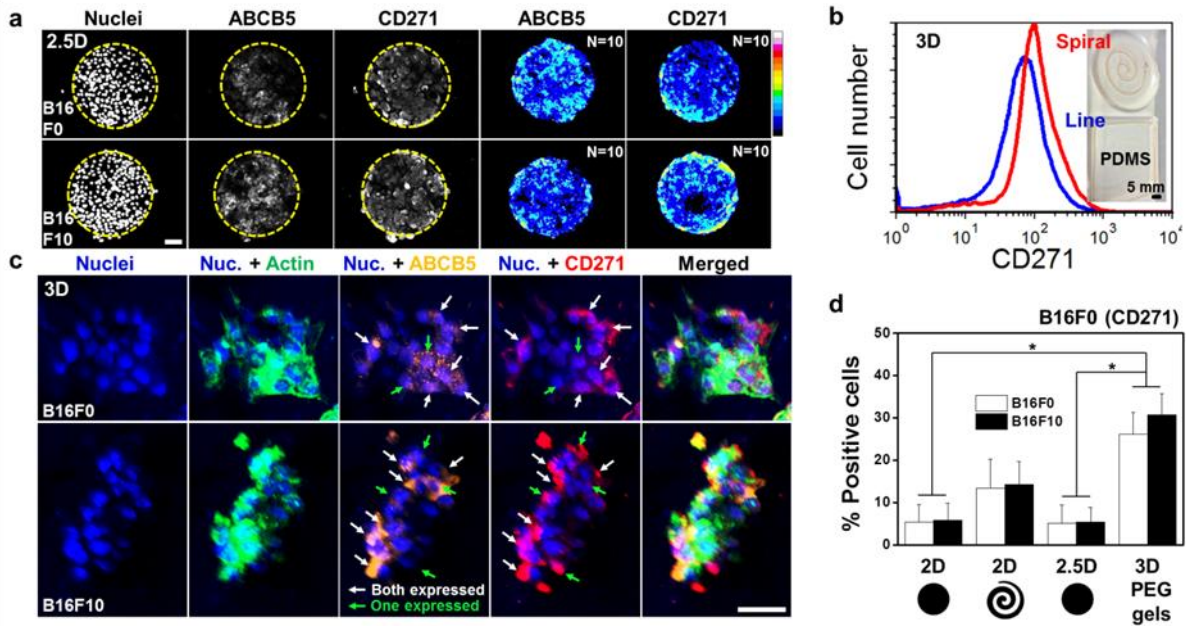 a
Nuclei ABCB5 CD271 ABCB5 CD271
2.5D
N=10 N=10
B16
F0
N=10 N=10
B16
F10
b
3D
Spiral
Line
PDMS
5 mm
Cell number
10⁰ 10¹ 10² 10³ 10⁴
CD271
c
Nuclei Nuc. + Actin Nuc. + ABCB5 Nuc. + CD271 Merged
3D
B16F0
Both expressed
One expressed
B16F10
d
B16F0 (CD271)
50
40
30
20
10
0
% Positive cells
* *
B16F0
B16F10
2D 2D 2.5D 3D
PEG
gels